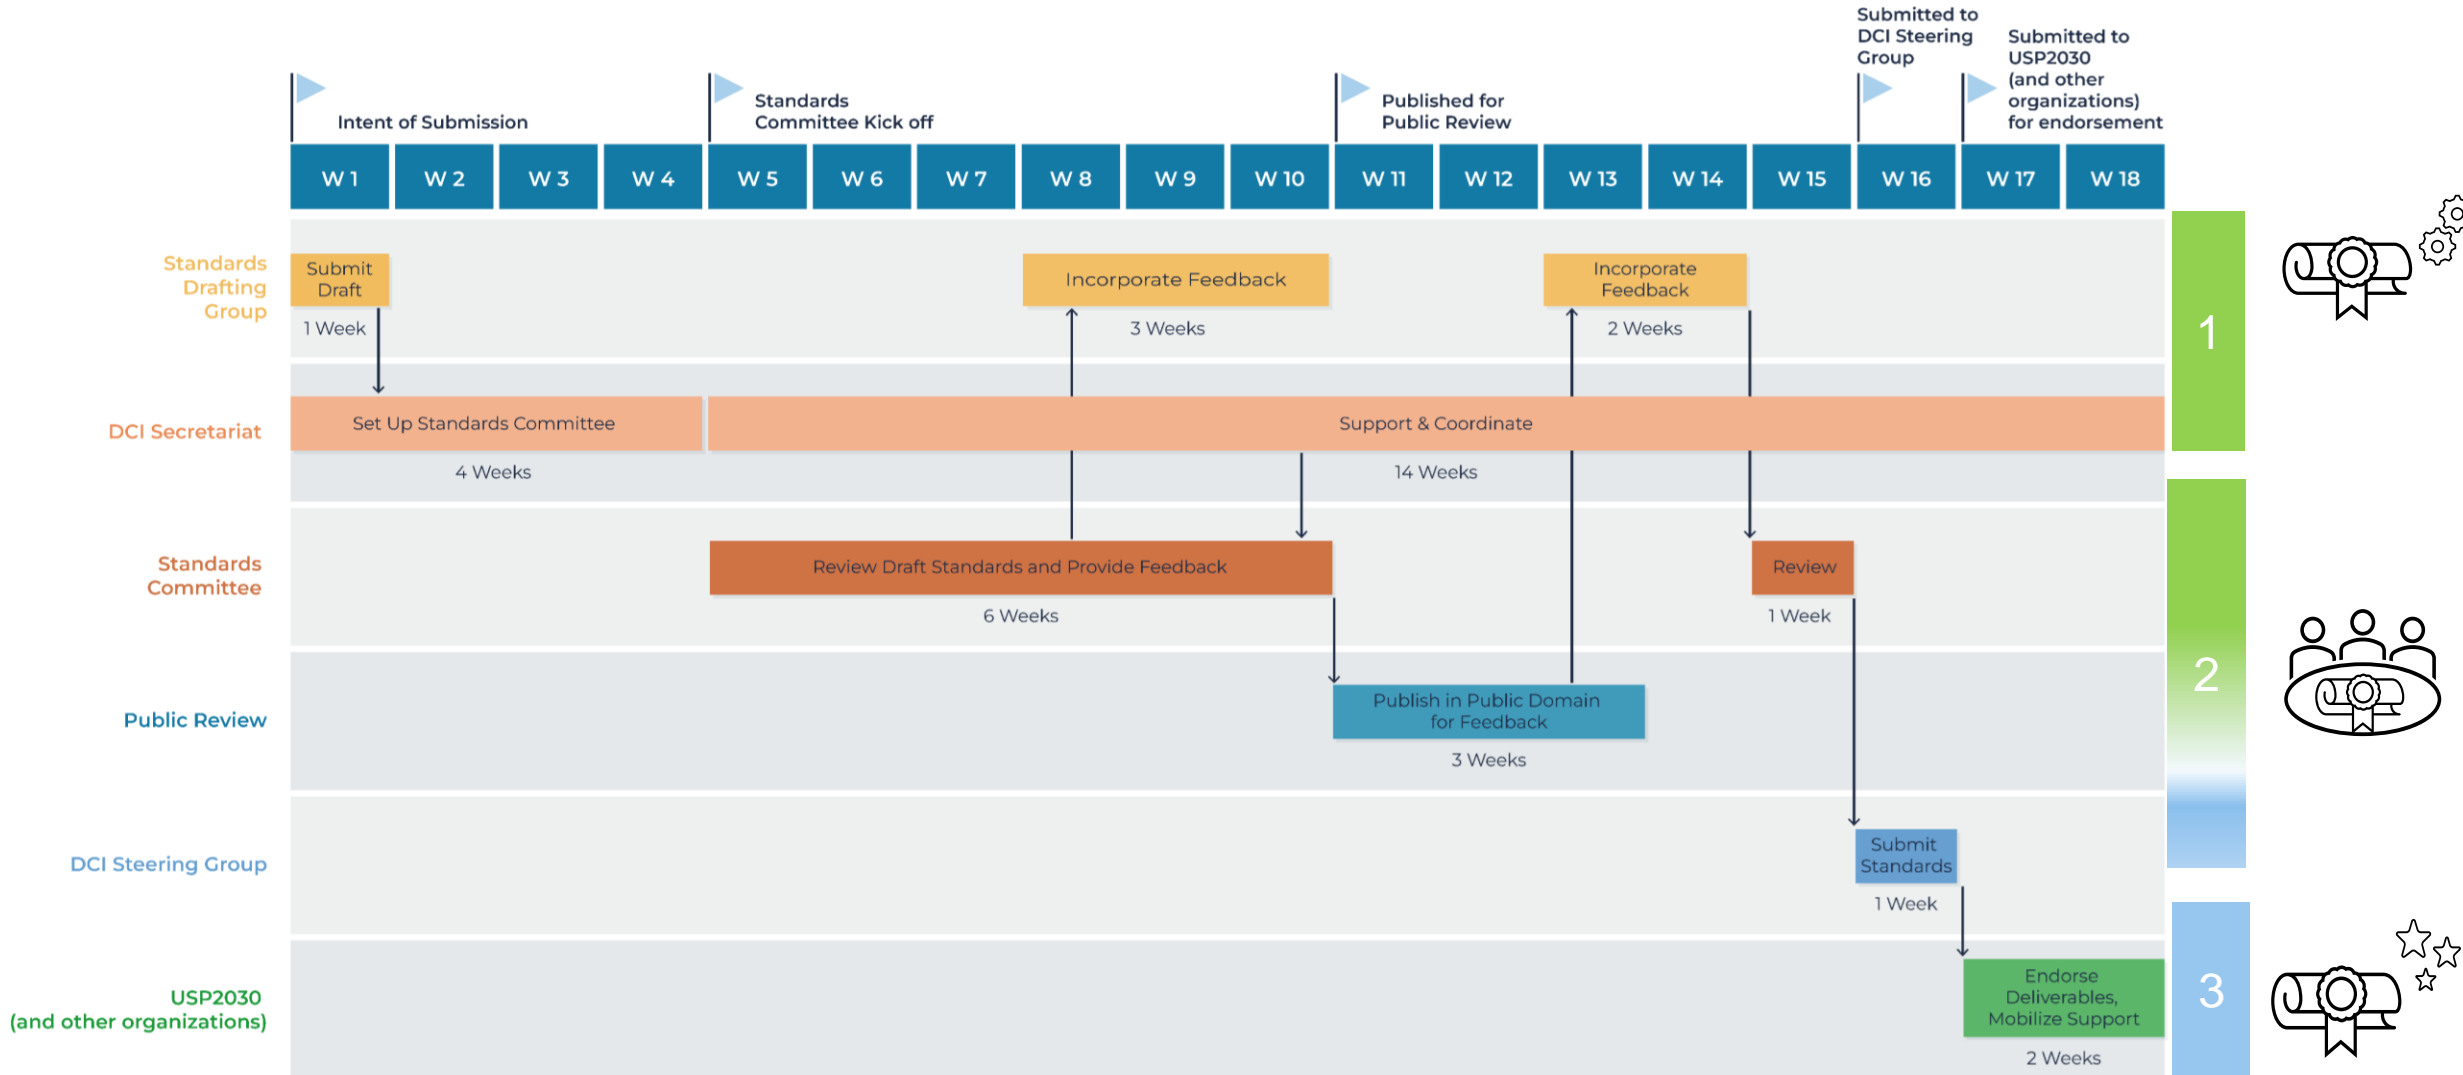 Submitted to
DCI Steering
Group
Submitted to
USP2030
(and other
organizations)
for endorsement
Intent of Submission
Standards
Committee Kick off
Published for
Public Review
W 1
W 2
W 3
W 4
W 5
W 6
W 7
W 8
W 9
W 10
W 11
W 12
W 13
W 14
W 15
W 16
W 17
W 18
Standards
Drafting
Group
Submit
Draft
1 Week
Incorporate Feedback
3 Weeks
Incorporate
Feedback
2 Weeks
1
DCI Secretariat
Set Up Standards Committee
4 Weeks
Support & Coordinate
14 Weeks
Standards
Committee
Review Draft Standards and Provide Feedback
6 Weeks
Review
1 Week
2
Public Review
Publish in Public Domain
for Feedback
3 Weeks
DCI Steering Group
Submit
Standards
1 Week
USP2030
(and other organizations)
Endorse
Deliverables,
Mobilize Support
2 Weeks
3